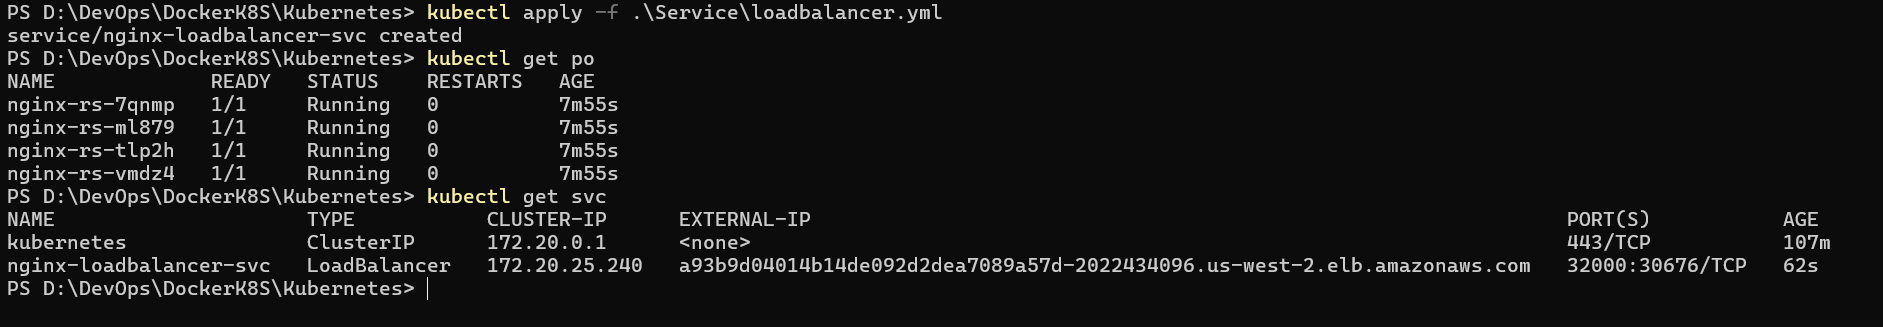 PS D:\DevOps\DockerK8S\Kubernetes> kubectl apply -f .\Service\loadbalancer.yml
service/nginx-loadbalancer-svc created
PS D:\DevOps\DockerK8S\Kubernetes> kubectl get po
NAME             READY   STATUS    RESTARTS   AGE
nginx-rs-7qnmp   1/1     Running   0          7m55s
nginx-rs-ml879   1/1     Running   0          7m55s
nginx-rs-tlp2h   1/1     Running   0          7m55s
nginx-rs-vmdz4   1/1     Running   0          7m55s
PS D:\DevOps\DockerK8S\Kubernetes> kubectl get svc
NAME                     TYPE           CLUSTER-IP      EXTERNAL-IP                                                               PORT(S)           AGE
kubernetes               ClusterIP      172.20.0.1      <none>                                                                    443/TCP           107m
nginx-loadbalancer-svc   LoadBalancer   172.20.25.240   a93b9d04014b14de092d2dea7089a57d-2022434096.us-west-2.elb.amazonaws.com   32000:30676/TCP   62s
PS D:\DevOps\DockerK8S\Kubernetes>